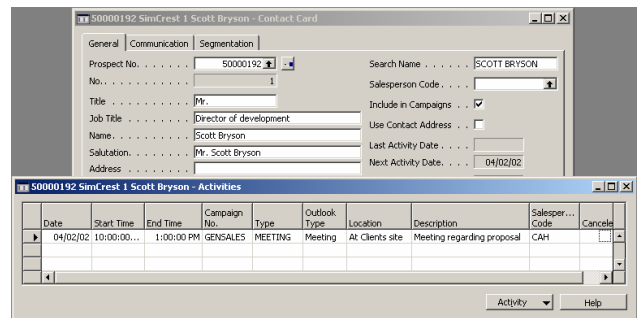 50000192 SimCrest 1 Scott Bryson - Contact Card
General Communication Segmentation
Prospect No. . . . . . . . 50000192
No. . . . . . . . . . . . 1
Title . . . . . . . . . . Mr.
Job Title . . . . . . . . Director of development
Name. . . . . . . . . . . Scott Bryson
Salutation. . . . . . . . Mr. Scott Bryson
Address . . . . . . . . .
Search Name . . . . . . SCOTT BRYSON
Salesperson Code . . . .
Include in Campaigns . .
Use Contact Address . .
Last Activity Date . . . .
Next Activity Date. . . . 04/02/02
50000192 SimCrest 1 Scott Bryson - Activities
Date Start Time End Time Campaign No. Type Outlook Type Location Description Salesper... Code Cancele
04/02/02 10:00:00... 1:00:00 PM GENSALES MEETING Meeting At Clients site Meeting regarding proposal CAH
Activity Help